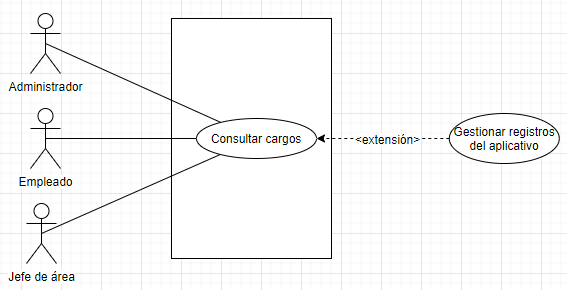 Administrador
Empleado
Jefe de área
Consultar cargos
<extensión>
Gestionar registros
del aplicativo